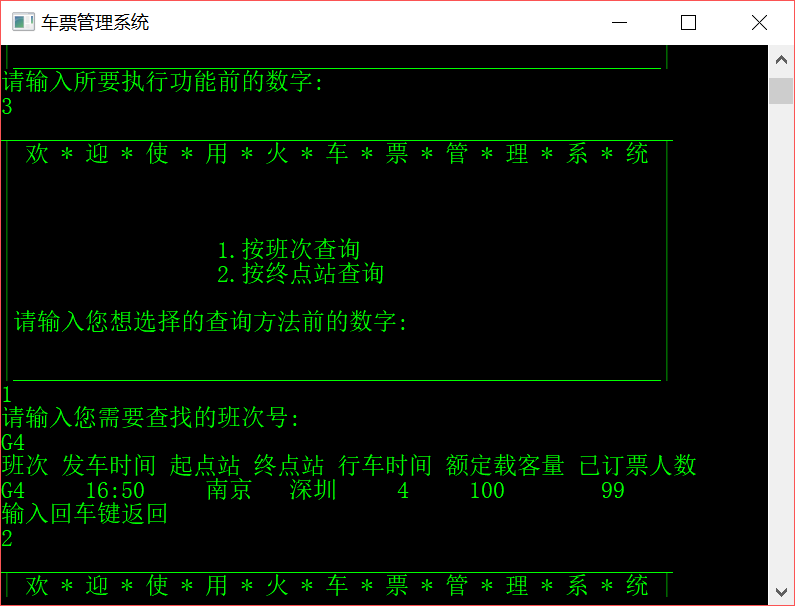 车票管理系统
请输入所要执行功能前的数字:
3
欢 * 迎 * 使 * 用 * 火 * 车 * 票 * 管 * 理 * 系 * 统
1.按班次查询
2.按终点站查询
请输入您想选择的查询方法前的数字:
1
请输入您需要查找的班次号:
G4
班次 发车时间 起点站 终点站 行车时间 额定载客量 已订票人数
G4 16:50 南京 深圳 4 100 99
输入回车键返回
2
欢 * 迎 * 使 * 用 * 火 * 车 * 票 * 管 * 理 * 系 * 统